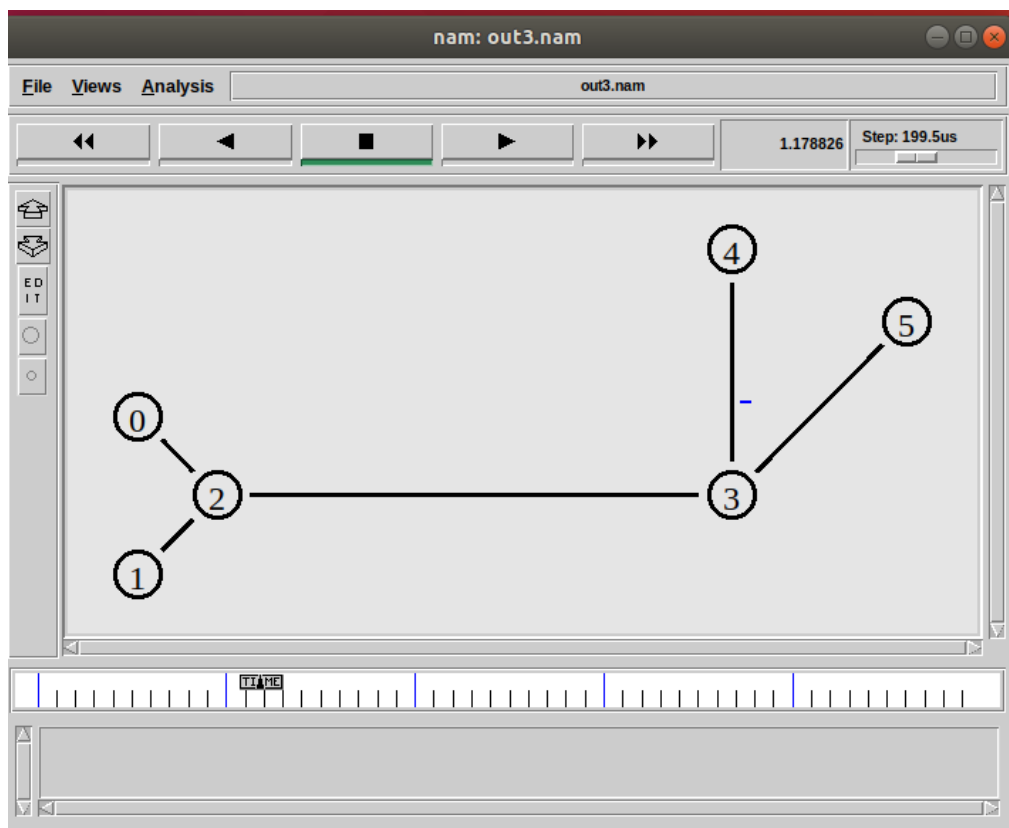 nam: out3.nam
File Views Analysis out3.nam
1.178826 Step: 199.5us
ED
IT
4
5
0
2
3
1
TIME